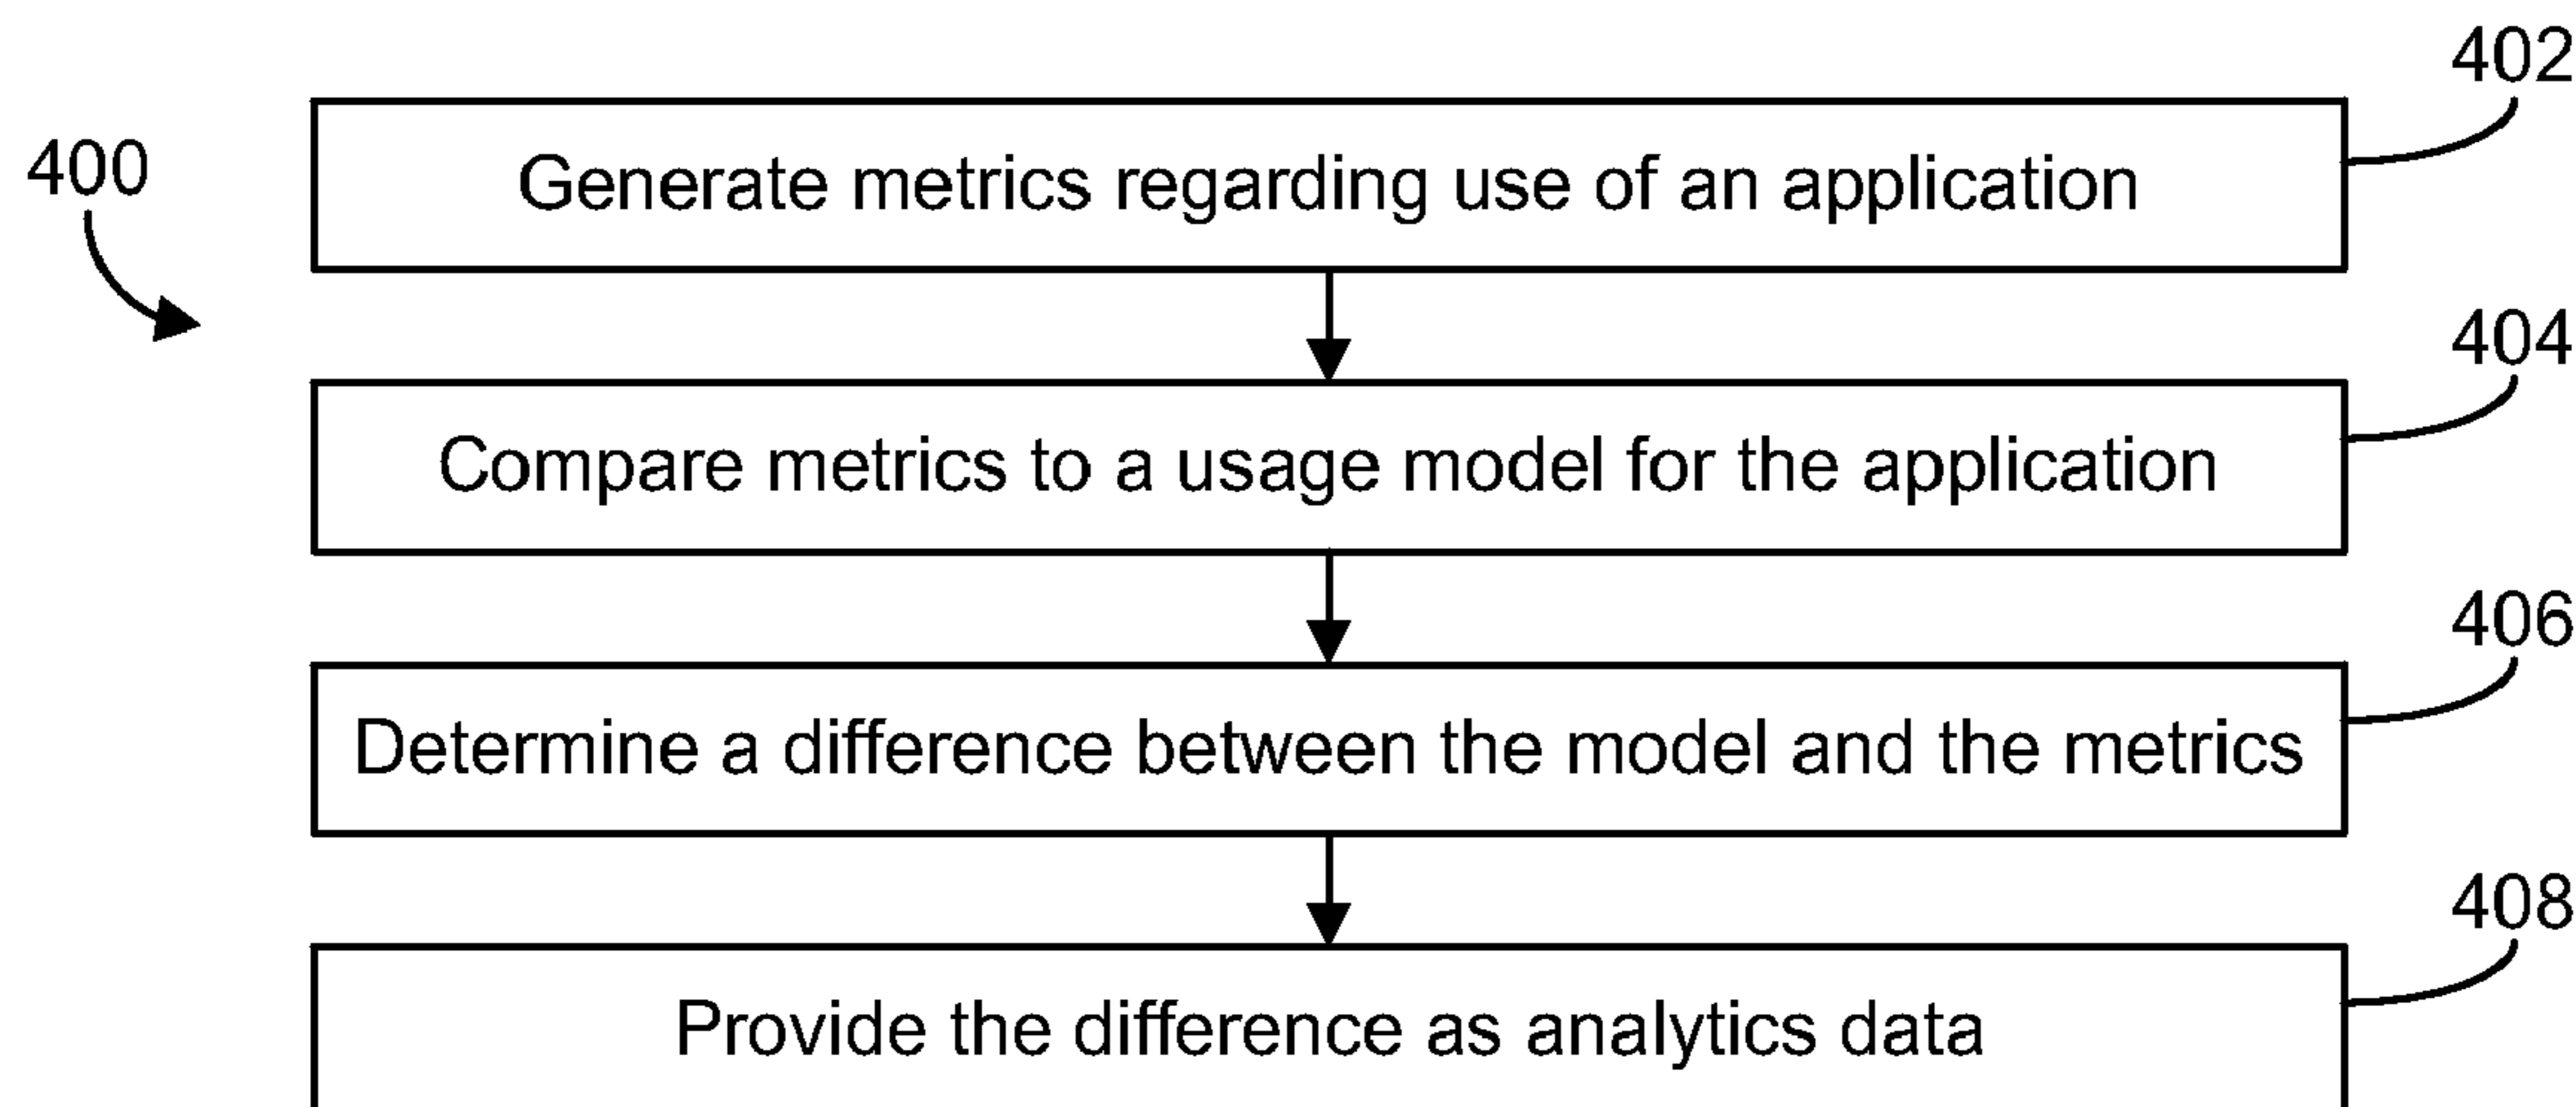 402
400
Generate metrics regarding use of an application
404
Compare metrics to a usage model for the application
406
Determine a difference between the model and the metrics
408
Provide the difference as analytics data